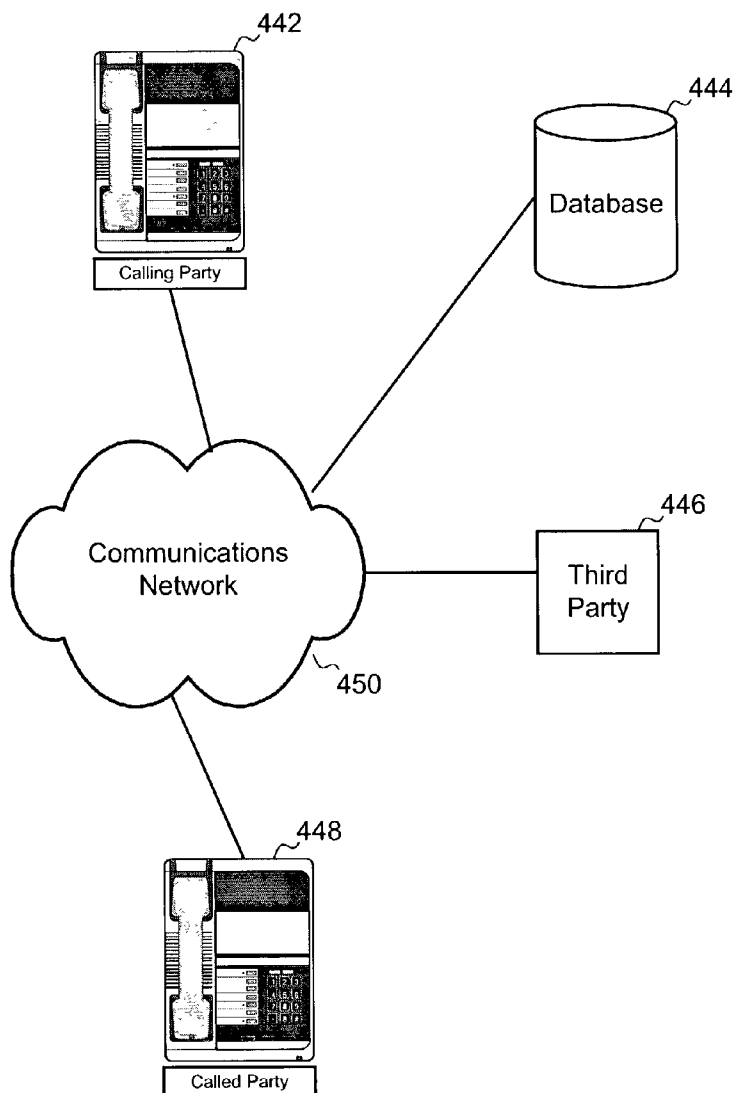 442
444
Database
Calling Party
446
Communications
Network
Third
Party
450
448
Called Party